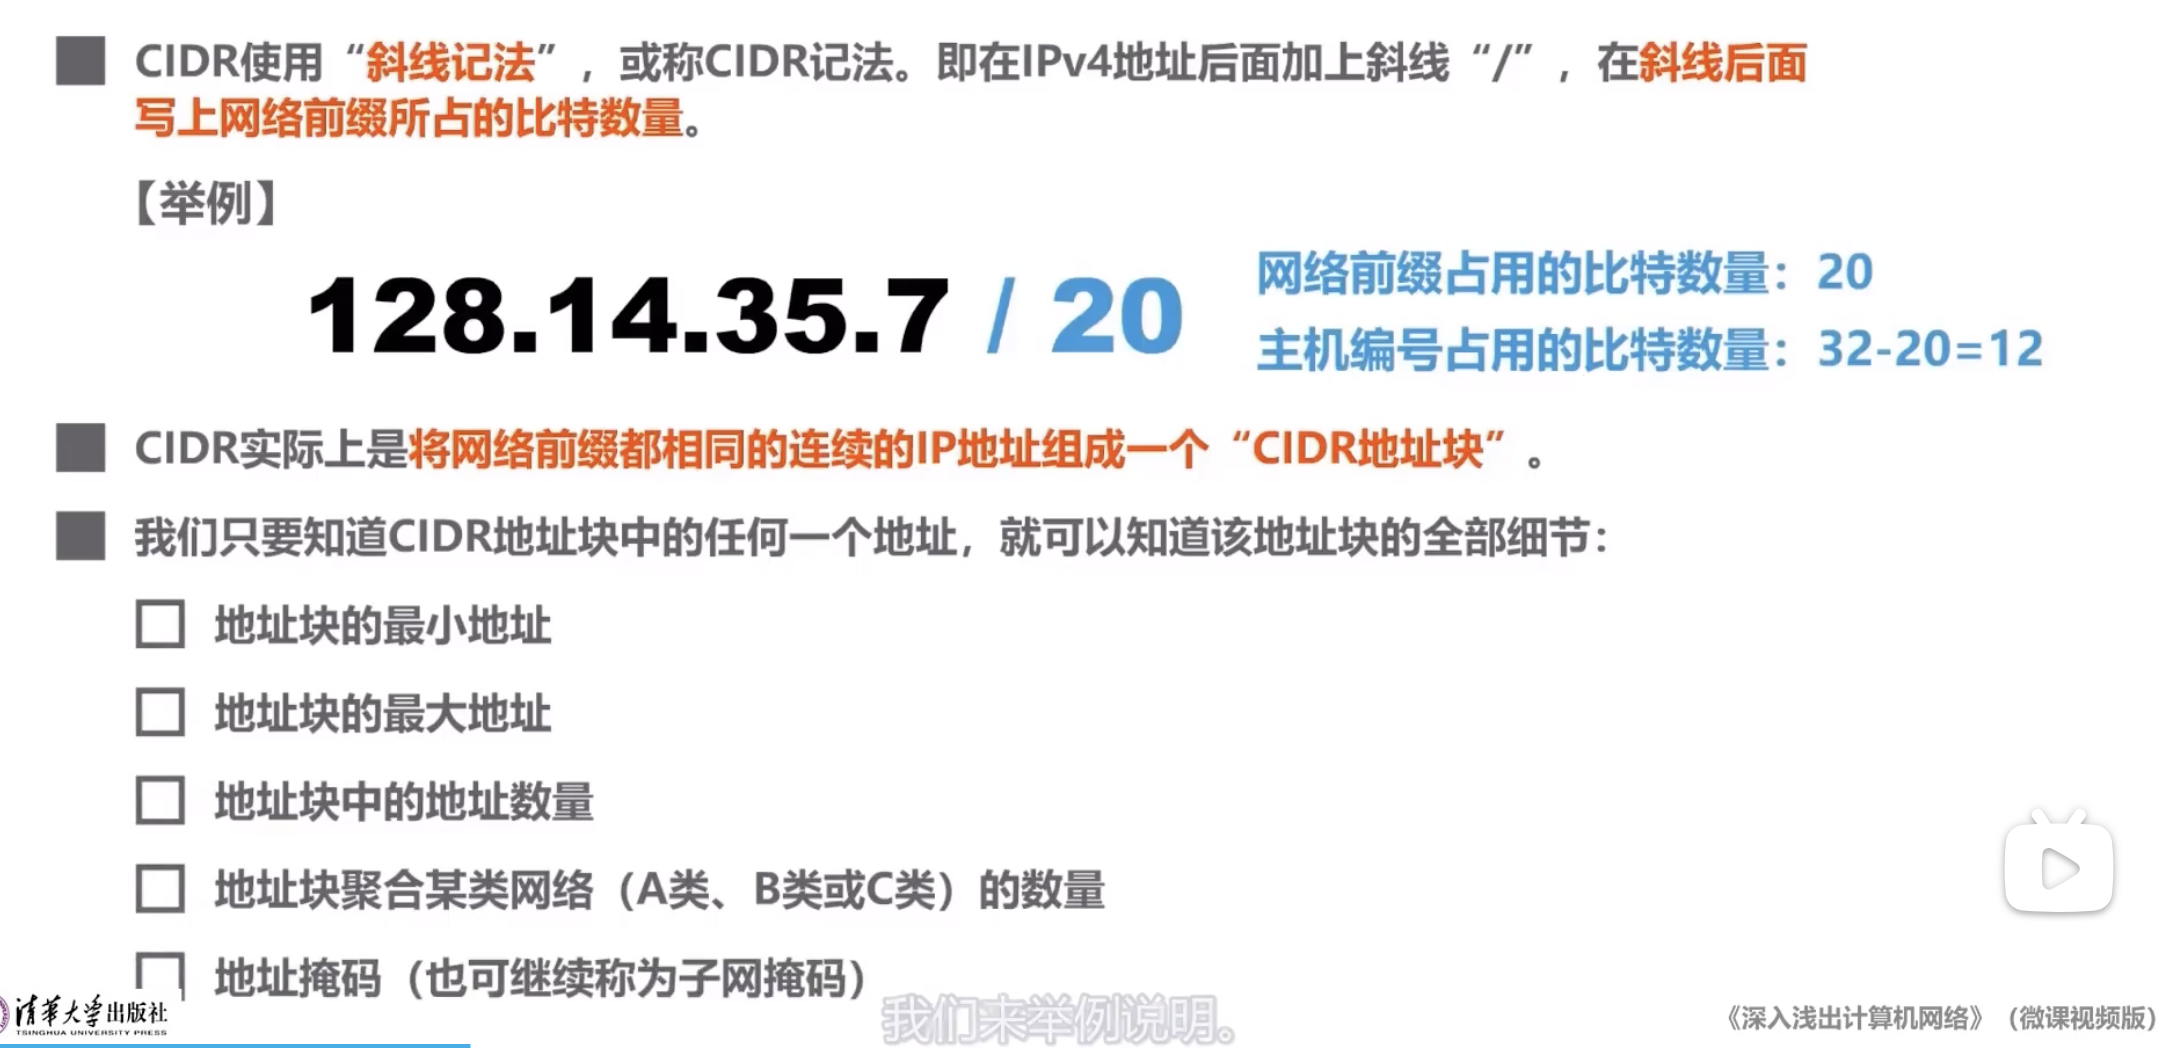 CIDR使用“斜线记法”，或称CIDR记法。即在IPv4地址后面加上斜线“/”，在斜线后面
写上网络前缀所占的比特数量。
【举例】
128.14.35.7 / 20
网络前缀占用的比特数量：20
主机编号占用的比特数量：32-20=12
CIDR实际上是将网络前缀都相同的连续的IP地址组成一个“CIDR地址块”。
我们只要知道CIDR地址块中的任何一个地址，就可以知道该地址块的全部细节：
地址块的最小地址
地址块的最大地址
地址块中的地址数量
地址块聚合某类网络（A类、B类或C类）的数量
地址掩码（也可继续称为子网掩码）
清华大学出版社
TSINGHUA UNIVERSITY PRESS
我们来举例说明。
《深入浅出计算机网络》（微课视频版）